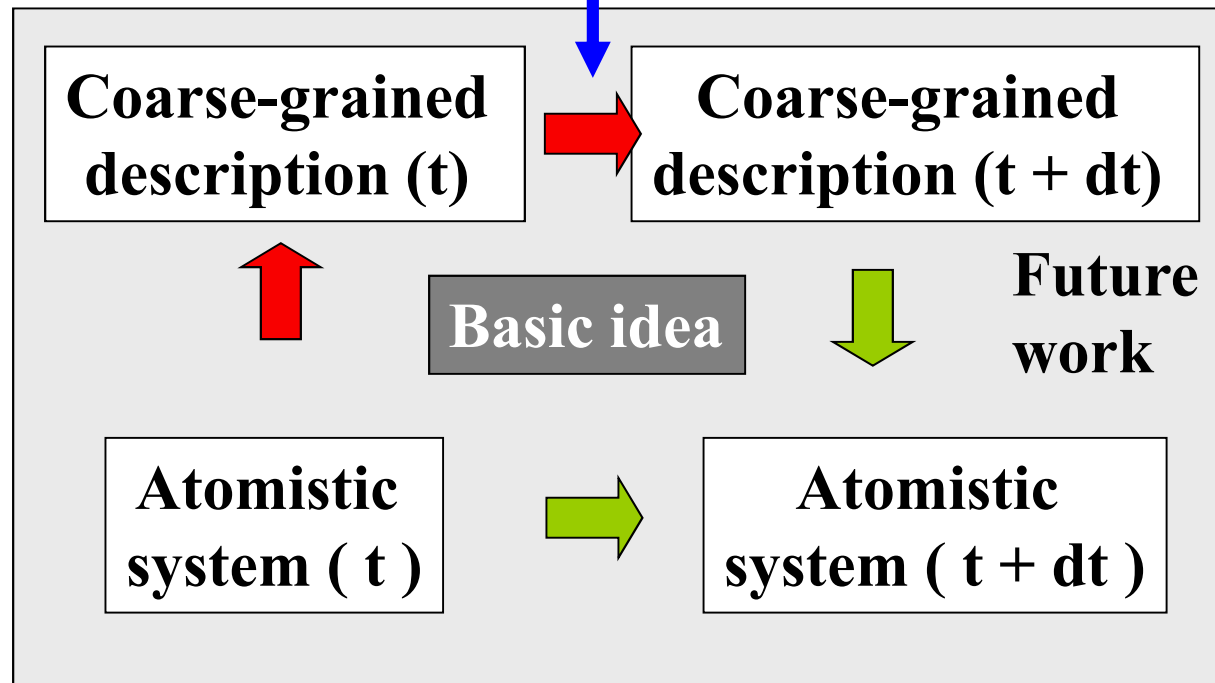 Coarse-grained
description (t)
Coarse-grained
description (t + dt)
Basic idea
Future
work
Atomistic
system ( t )
Atomistic
system ( t + dt )